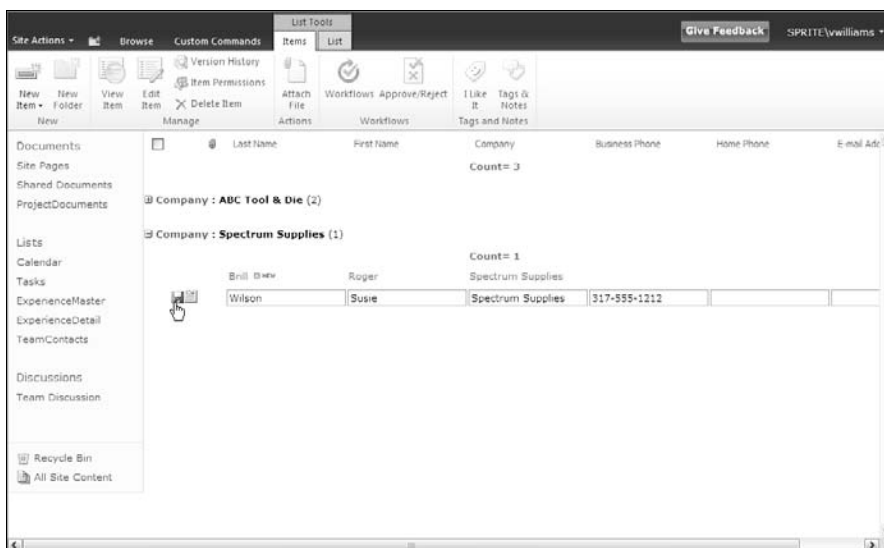 List Tools
Site Actions Browse Custom Commands Items List Give Feedback SPRITE\vwilliams
New Item New Folder View Item Edit Item Version History Item Permissions Delete Item Attach File Workflows Approve/Reject I Like It Tags & Notes
New Manage Actions Workflows Tags and Notes
Documents
Site Pages
Shared Documents
ProjectDocuments
Lists
Calendar
Tasks
ExperienceMaster
ExperienceDetail
TeamContacts
Discussions
Team Discussion
Recycle Bin
All Site Content
Last Name First Name Company Business Phone Home Phone E-mail Add
Count= 3
Company : ABC Tool & Die (2)
Company : Spectrum Supplies (1)
Count= 1
Brill NEW Roger Spectrum Supplies
Wilson Susie Spectrum Supplies 317-555-1212